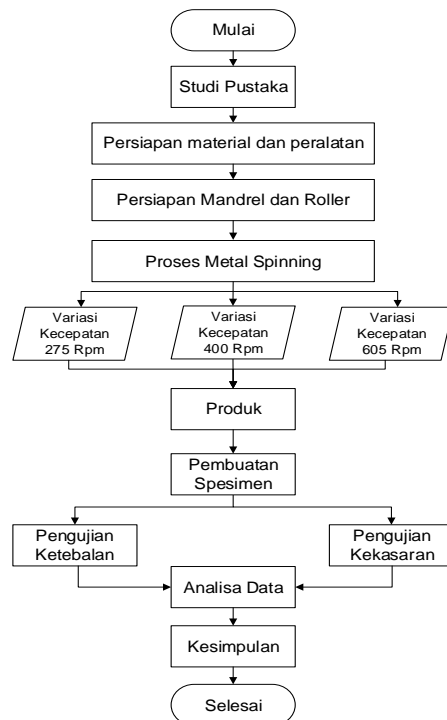 Mulai
Studi Pustaka
Persiapan material dan peralatan
Persiapan Mandrel dan Roller
Proses Metal Spinning
Variasi
Kecepatan
275 Rpm
Variasi
Kecepatan
400 Rpm
Variasi
Kecepatan
605 Rpm
Produk
Pembuatan
Spesimen
Pengujian
Ketebalan
Pengujian
Kekasaran
Analisa Data
Kesimpulan
Selesai